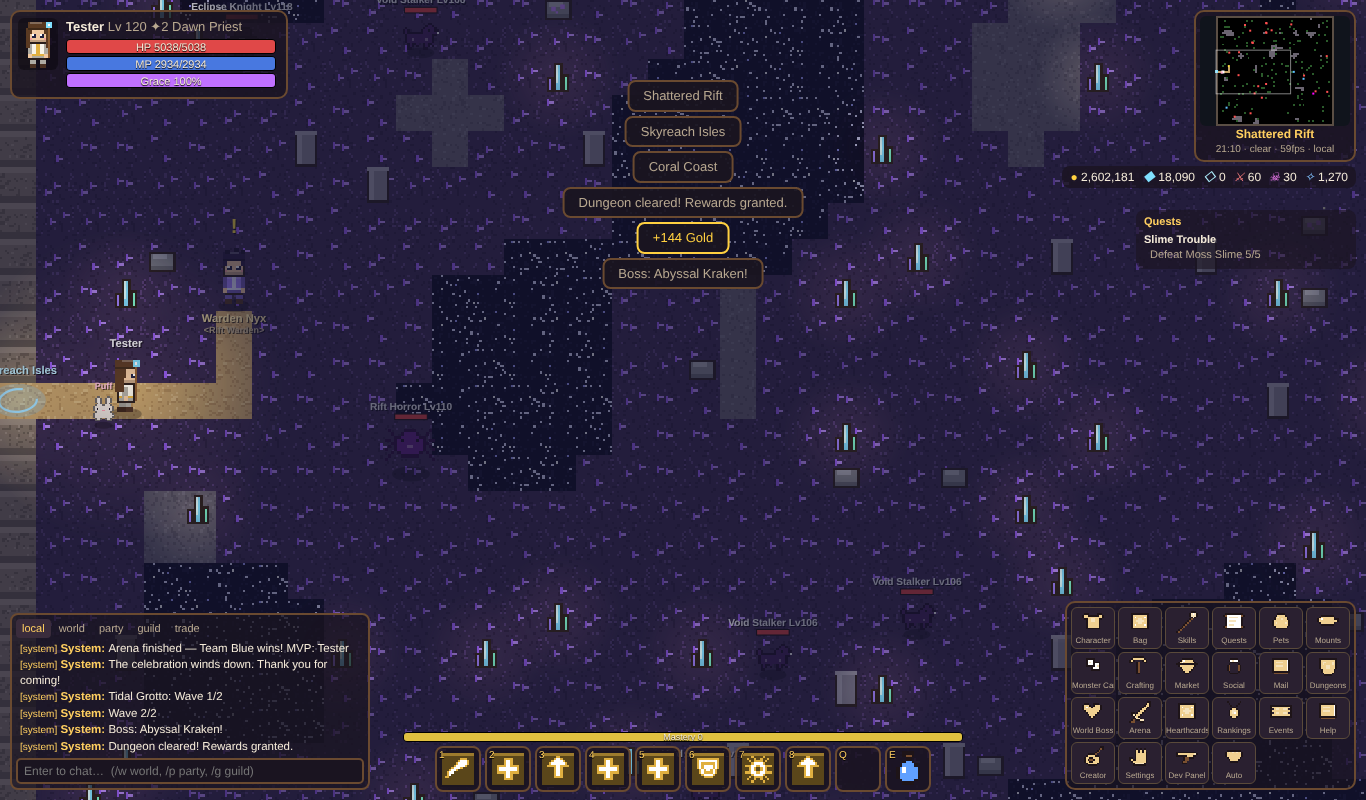 Eclipse Knight Lv118
Void Stalker Lv106
Tester Lv 120 ✦2 Dawn Priest
HP 5038/5038
MP 2934/2934
Grace 100%
Shattered Rift
Skyreach Isles
Coral Coast
Dungeon cleared! Rewards granted.
+144 Gold
Boss: Abyssal Kraken!
Shattered Rift
21:10 · clear · 59fps · local
2,602,181 18,090 0 60 30 1,270
Quests
Slime Trouble
Defeat Moss Slime 5/5
!
Warden Nyx
<Rift Warden>
Tester
reach Isles
Puff
Rift Horror Lv110
Void Stalker Lv106
Void Stalker Lv106
local world party guild trade
[system] System: Arena finished — Team Blue wins! MVP: Tester
[system] System: The celebration winds down. Thank you for
coming!
[system] System: Tidal Grotto: Wave 1/2
[system] System: Wave 2/2
[system] System: Boss: Abyssal Kraken!
[system] System: Dungeon cleared! Rewards granted.
Enter to chat… (/w world, /p party, /g guild)
Mastery 0
1 2 3 4 5 6 7 8 Q E
Character Bag Skills Quests Pets Mounts
Monster Ca Crafting Market Social Mail Dungeons
World Boss Arena Hearthcards Rankings Events Help
Creator Settings Dev Panel Auto